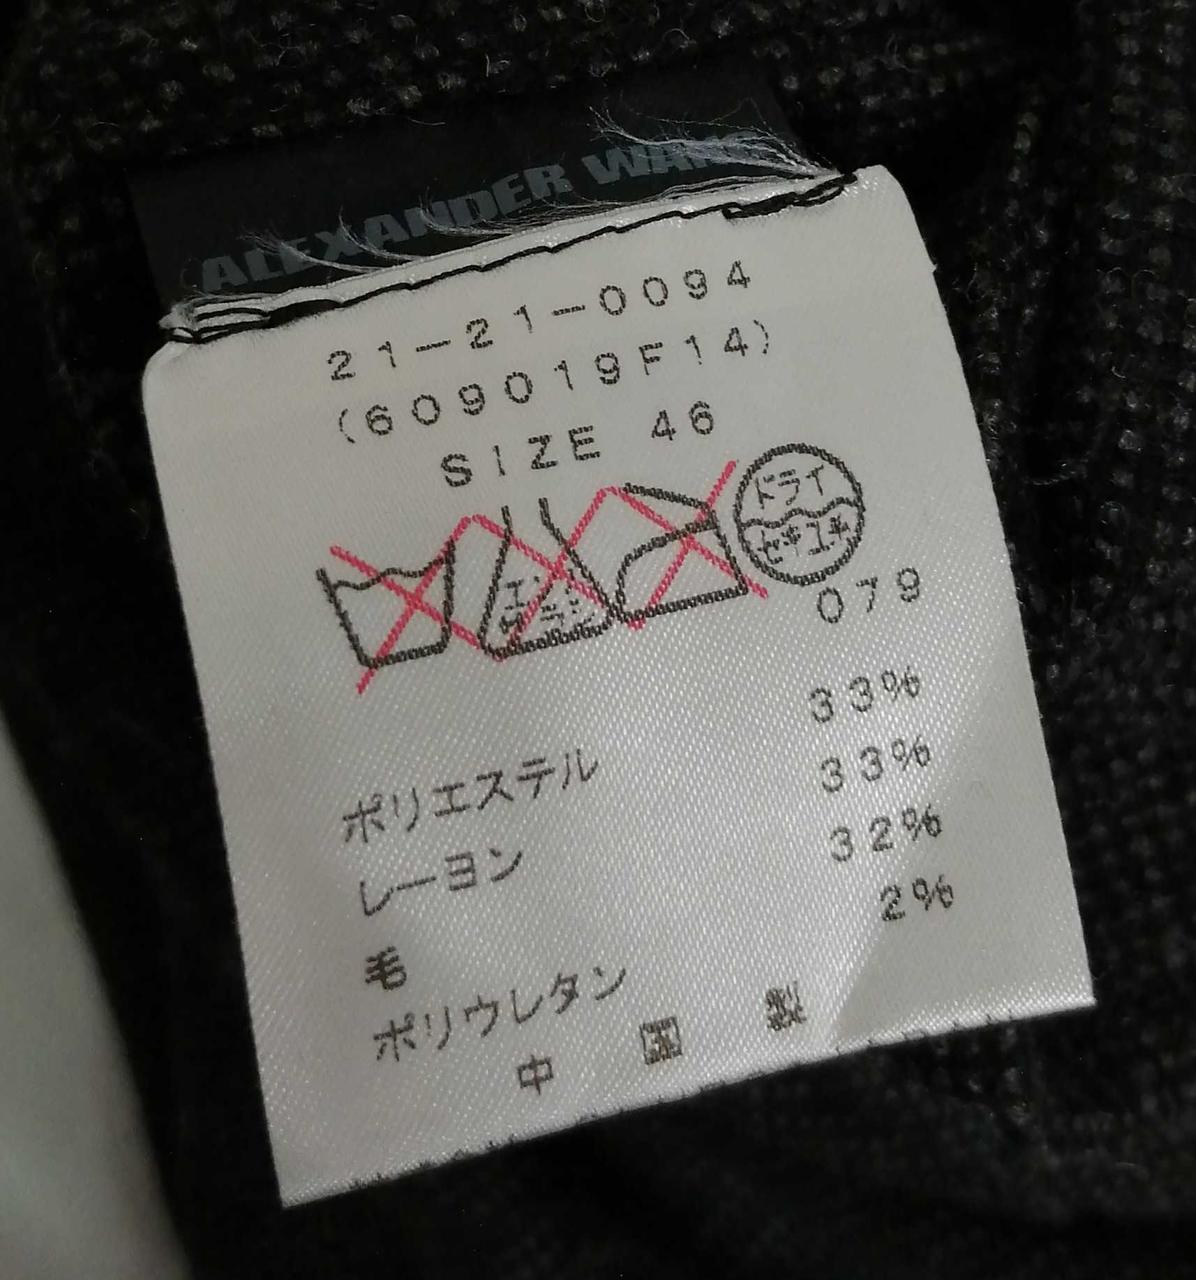 ALEXANDER WANG
21-21-0094
(609019F14)
SIZE 46
エンソ
サラシ
ドライ
セキユ系
079
33%
ポリエステル 33%
レーヨン 32%
毛 2%
ポリウレタン
中国製